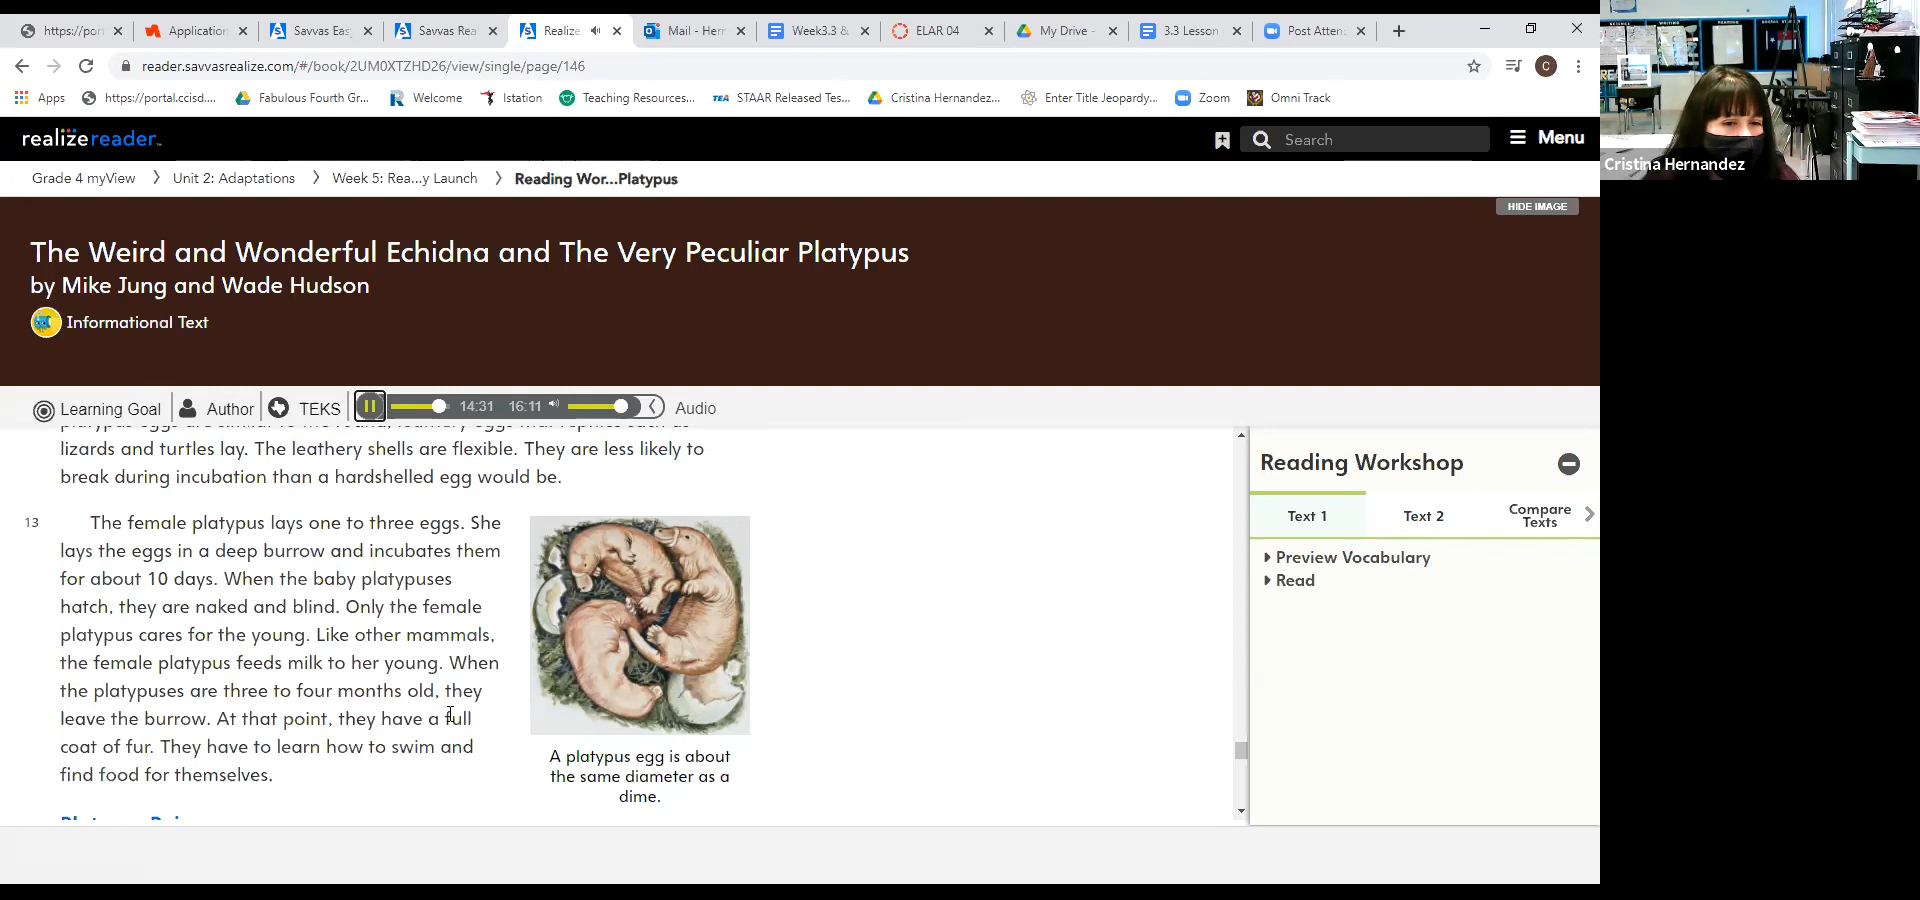 https://por
Application
Savvas Eas
Savvas Rea
Realize
Mail - Hern
Week3.3 &
ELAR 04
My Drive -
3.3 Lesson
Post Atten
reader.savvasrealize.com/#/book/2UM0XTZHD26/view/single/page/146
Apps
https://portal.ccisd....
Fabulous Fourth Gr...
Welcome
Istation
Teaching Resources...
TEA STAAR Released Tes...
Cristina Hernandez...
Enter Title Jeopardy...
Zoom
Omni Track
Cristina Hernandez
realizereader
Search
Menu
Grade 4 myView > Unit 2: Adaptations > Week 5: Rea...y Launch > Reading Wor...Platypus
HIDE IMAGE
The Weird and Wonderful Echidna and The Very Peculiar Platypus
by Mike Jung and Wade Hudson
Informational Text
Learning Goal
Author
TEKS
14:31 16:11
Audio
lizards and turtles lay. The leathery shells are flexible. They are less likely to
break during incubation than a hardshelled egg would be.
13
The female platypus lays one to three eggs. She
lays the eggs in a deep burrow and incubates them
for about 10 days. When the baby platypuses
hatch, they are naked and blind. Only the female
platypus cares for the young. Like other mammals,
the female platypus feeds milk to her young. When
the platypuses are three to four months old, they
leave the burrow. At that point, they have a full
coat of fur. They have to learn how to swim and
find food for themselves.
A platypus egg is about
the same diameter as a
dime.
Reading Workshop
Text 1
Text 2
Compare
Texts
Preview Vocabulary
Read